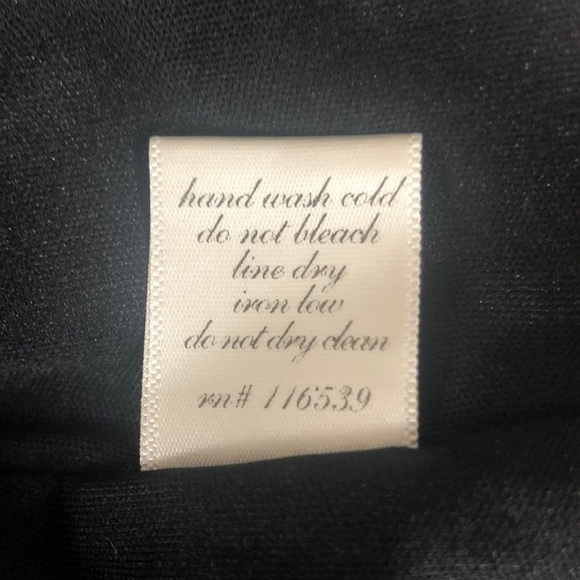 hand wash cold
do not bleach
line dry
iron low
do not dry clean
rn# 116539